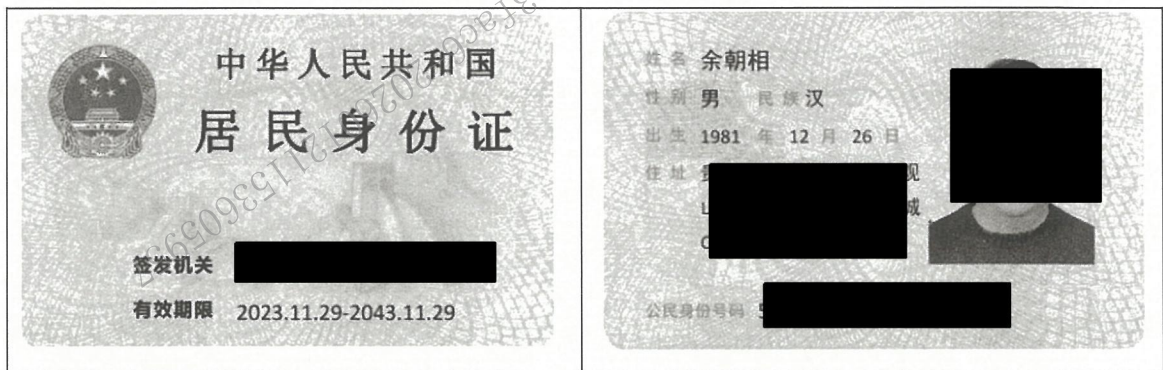 中华人民共和国
居民身份证
签发机关
有效期限 2023.11.29-2043.11.29
姓名 余朝相
性别 男 民族 汉
出生 1981 年 12 月 26 日
住址 观
城
公民身份号码